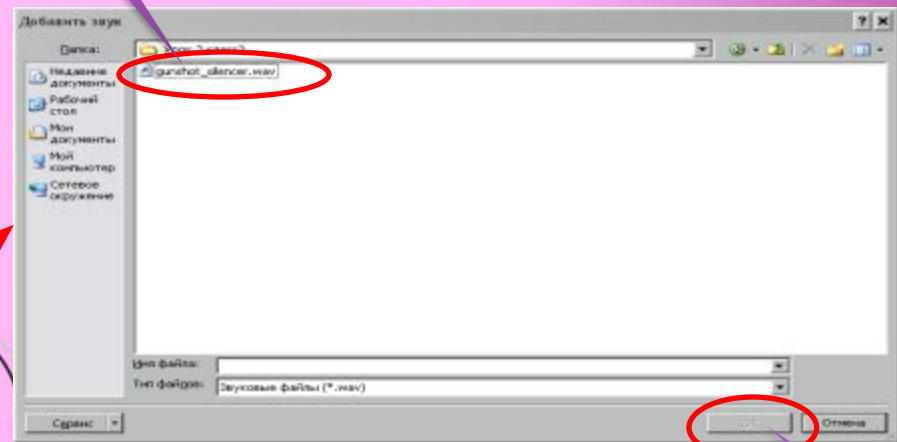 Добавить звук
Папка:
gunshot_silencer.wav
Недавние
документы
Рабочий
стол
Мои
документы
Мой
компьютер
Сетевое
окружение
Имя файла:
Тип файлов: Звуковые файлы (*.wav)
Сервис
Отмена